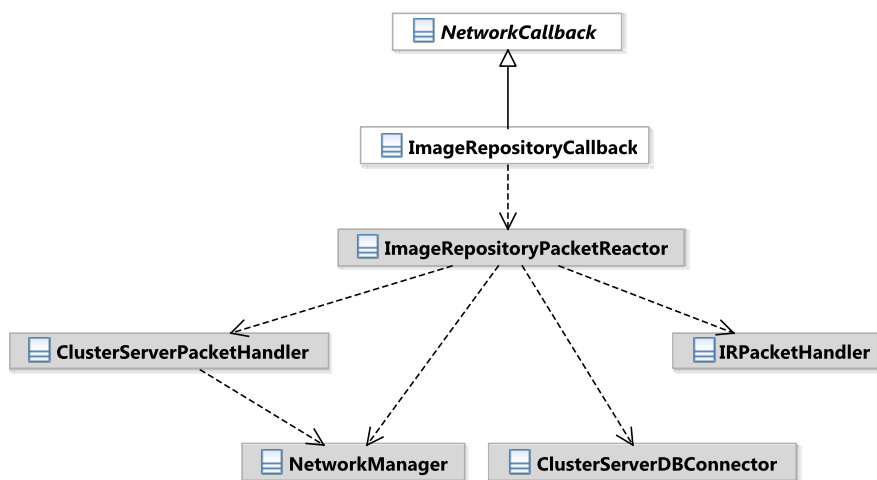 NetworkCallback
ImageRepositoryCallback
ImageRepositoryPacketReactor
ClusterServerPacketHandler
IRPacketHandler
NetworkManager
ClusterServerDBConnector